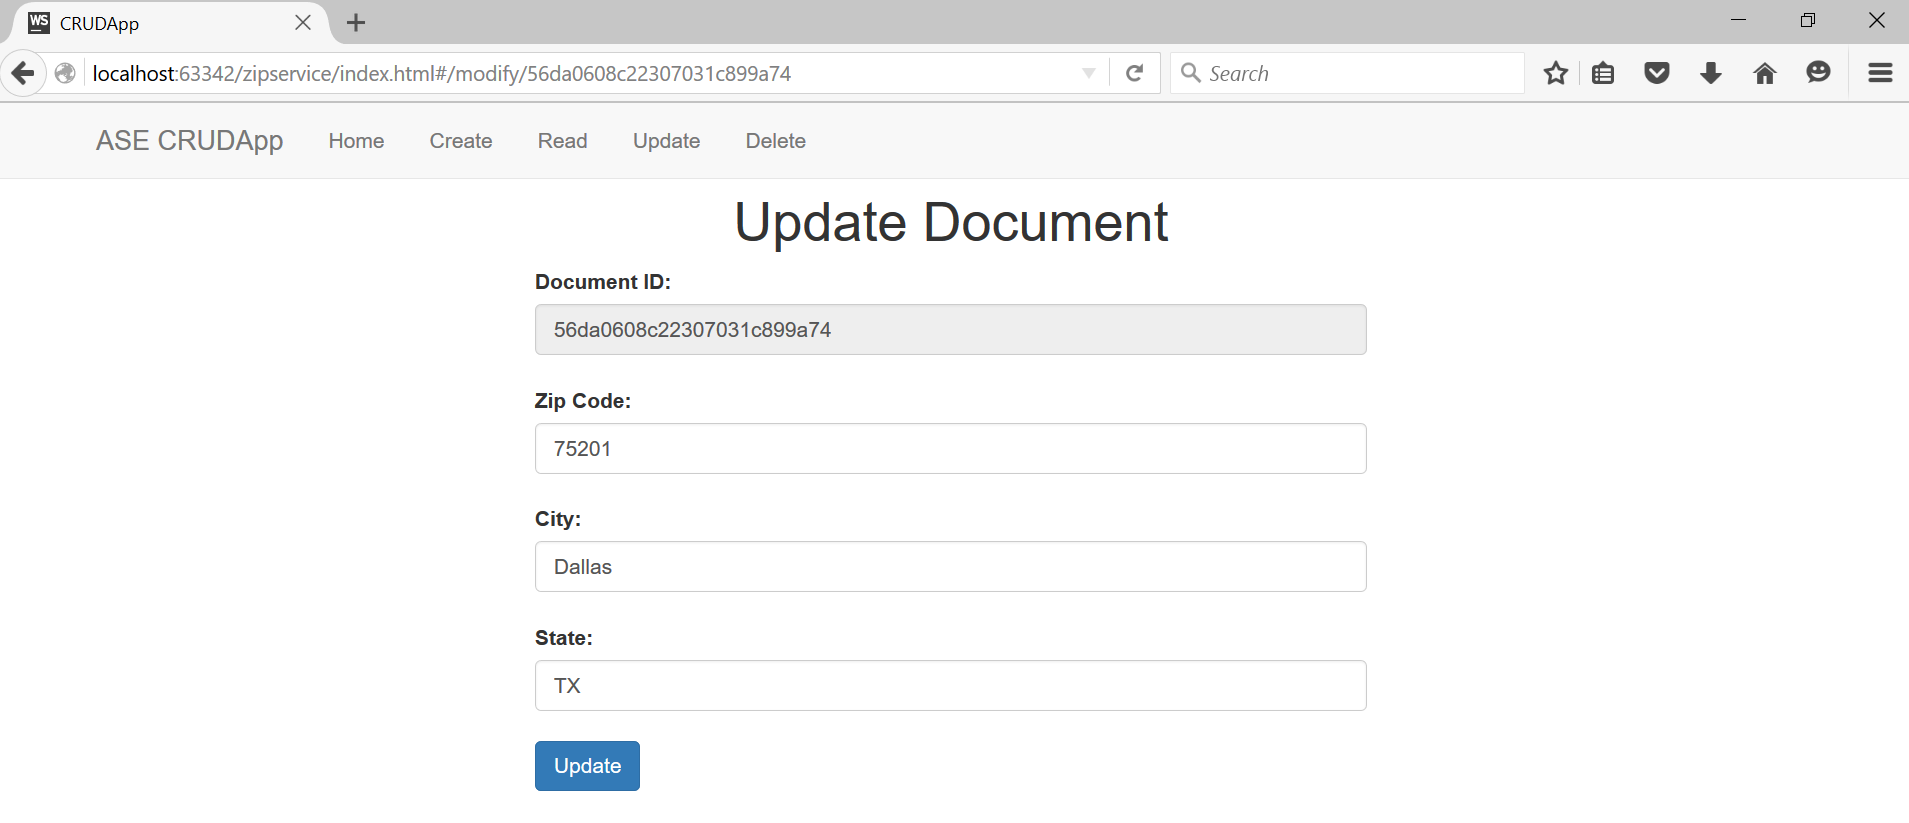 WS CRUDApp
localhost:63342/zipservice/index.html#/modify/56da0608c22307031c899a74 Search
ASE CRUDApp Home Create Read Update Delete
Update Document
Document ID:
56da0608c22307031c899a74
Zip Code:
75201
City:
Dallas
State:
TX
Update